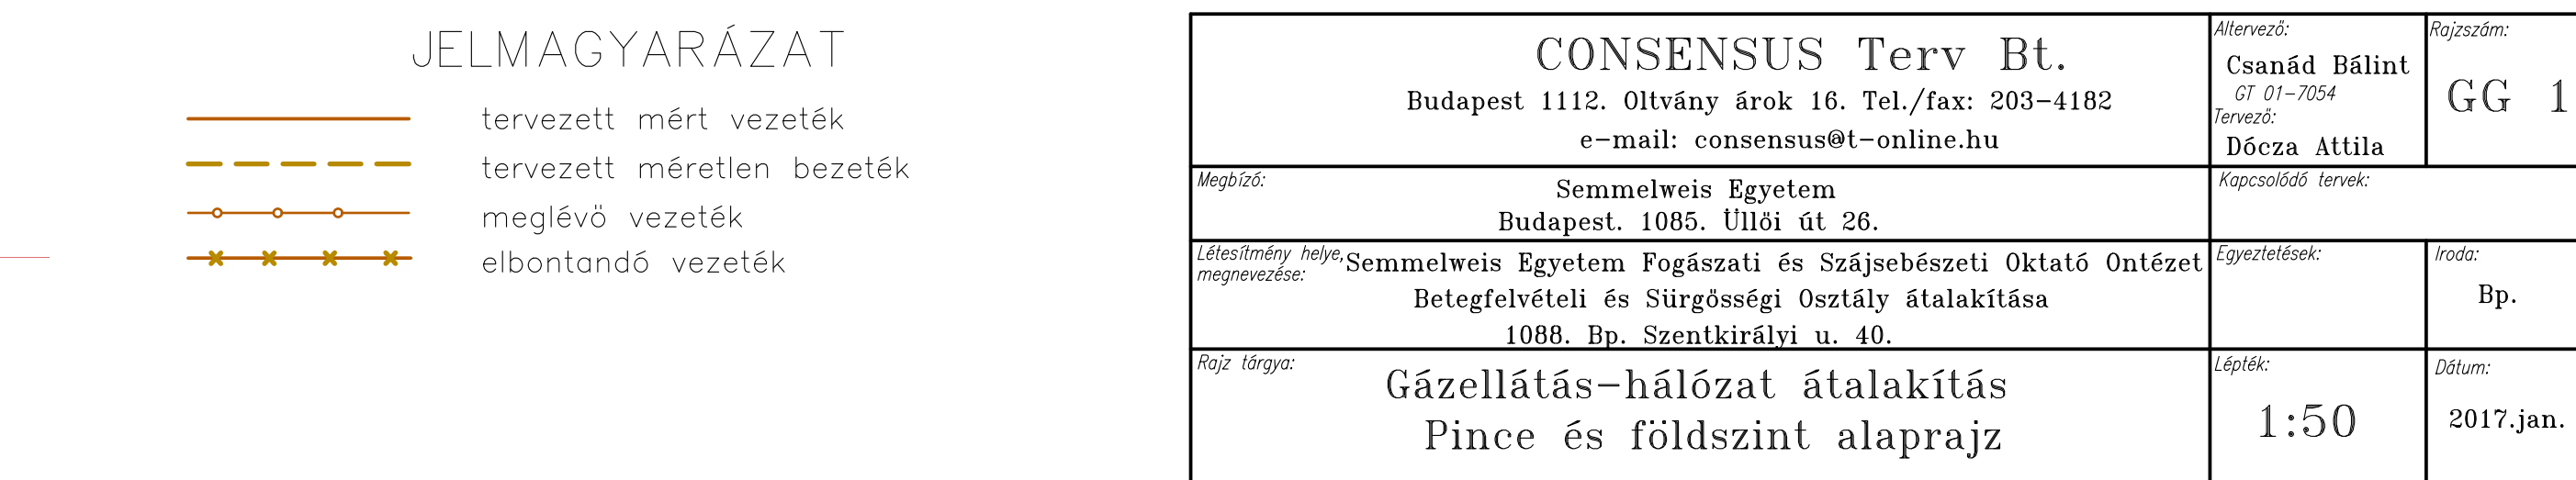 JELMAGYARÁZAT
tervezett mért vezeték
tervezett méretlen bezeték
meglévö vezeték
elbontandó vezeték
CONSENSUS Terv Bt.
Budapest 1112. Oltvány árok 16. Tel./fax: 203-4182
e-mail: consensus@t-online.hu
Altervező:
Csanád Bálint
GT 01-7054
Tervező:
Dócza Attila
Rajzszám:
GG 1
Megbízó:
Semmelweis Egyetem
Budapest. 1085. Üllöi út 26.
Kapcsolódó tervek:
Létesítmény helye,
megnevezése:
Semmelweis Egyetem Fogászati és Szájsebészeti Oktató Ontézet
Betegfelvételi és Sürgösségi Osztály átalakítása
1088. Bp. Szentkirályi u. 40.
Egyeztetések:
Iroda:
Bp.
Rajz tárgya:
Gázellátás-hálózat átalakítás
Pince és földszint alaprajz
Lépték:
1:50
Dátum:
2017.jan.